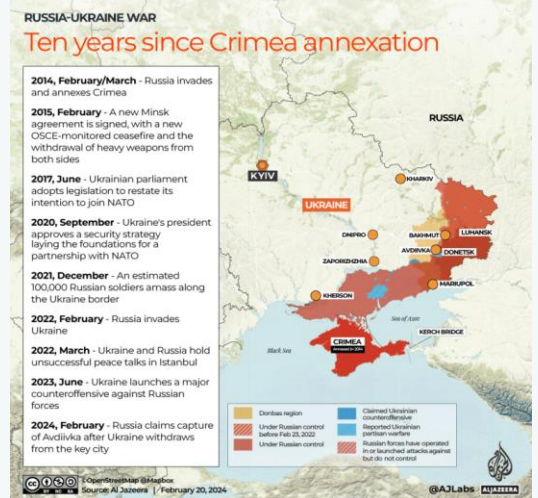 RUSSIA-UKRAINE WAR
Ten years since Crimea annexation
2014, February/March - Russia invades
and annexes Crimea
2015, February - A new Minsk
agreement is signed, with a new
OSCE-monitored ceasefire and the
withdrawal of heavy weapons from
both sides
2017, June - Ukrainian parliament
adopts legislation to restate its
intention to join NATO
2020, September - Ukraine's president
approves a security strategy
laying the foundations for a
partnership with NATO
2021, December - An estimated
100,000 Russian soldiers amass along
the Ukraine border
2022, February - Russia invades
Ukraine
2022, March - Ukraine and Russia hold
unsuccessful peace talks in Istanbul
2023, June - Ukraine launches a major
counteroffensive against Russian
forces
2024, February - Russia claims capture
of Avdiivka after Ukraine withdraws
from the key city
RUSSIA
KYIV
KHARKIV
UKRAINE
DNIPRO
BAKHMUT
LUHANSK
AVDIIVKA
DONETSK
ZAPORIZHZHIA
MARIUPOL
KHERSON
Sea of Azov
KERCH BRIDGE
CRIMEA
Annexed in 2014
Black Sea
Donbas region
Under Russian control
before Feb 23, 2022
Under Russian control
Claimed Ukrainian
counteroffensive
Reported Ukrainian
partisan warfare
Russian forces have operated
in or launched attacks against
but do not control
©OpenStreetMap @Mapbox
Source: Al Jazeera | February 20, 2024
@AJLabs
ALJAZEERA